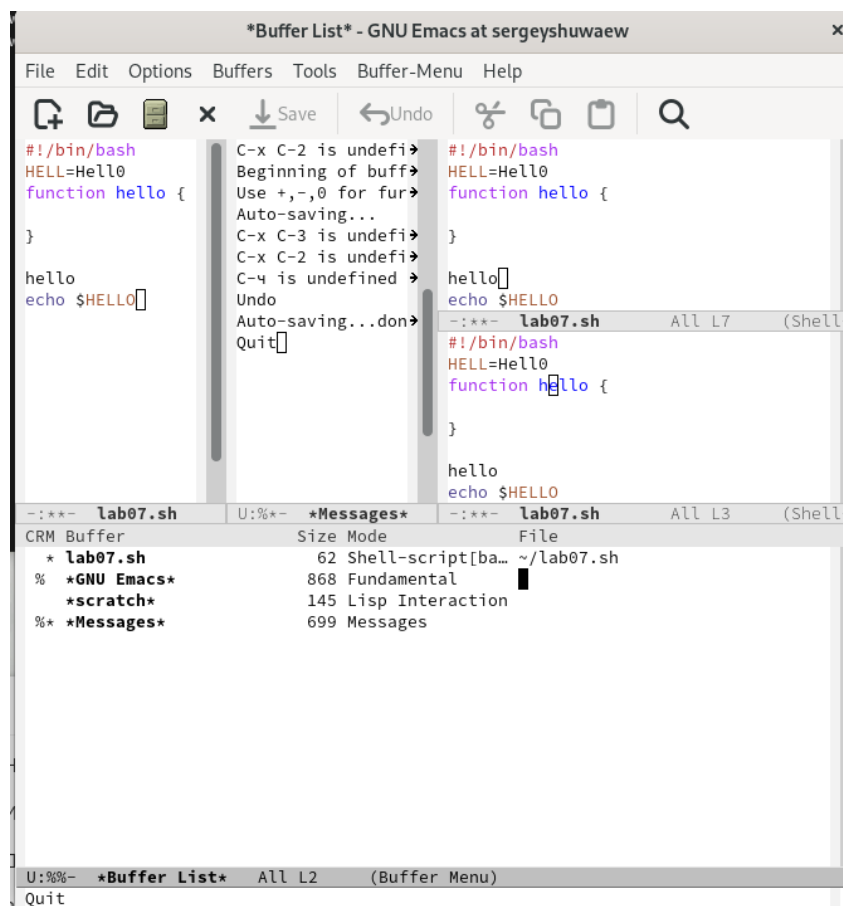 *Buffer List* - GNU Emacs at sergeyshuwaew
File Edit Options Buffers Tools Buffer-Menu Help
Save Undo
#!/bin/bash
HELL=Hell0
function hello {
}
hello
echo $HELLO
-:**- lab07.sh
C-x C-2 is undefi
Beginning of buff
Use +,-,0 for fur
Auto-saving...
C-x C-3 is undefi
C-x C-2 is undefi
C-ч is undefined
Undo
Auto-saving...don
Quit
U:%*- *Messages*
#!/bin/bash
HELL=Hell0
function hello {
}
hello
echo $HELLO
-:**- lab07.sh All L7 (Shell
#!/bin/bash
HELL=Hell0
function hello {
}
hello
echo $HELLO
-:**- lab07.sh All L3 (Shell
CRM Buffer Size Mode File
* lab07.sh 62 Shell-script[ba… ~/lab07.sh
% *GNU Emacs* 868 Fundamental
*scratch* 145 Lisp Interaction
%* *Messages* 699 Messages
U:%%- *Buffer List* All L2 (Buffer Menu)
Quit